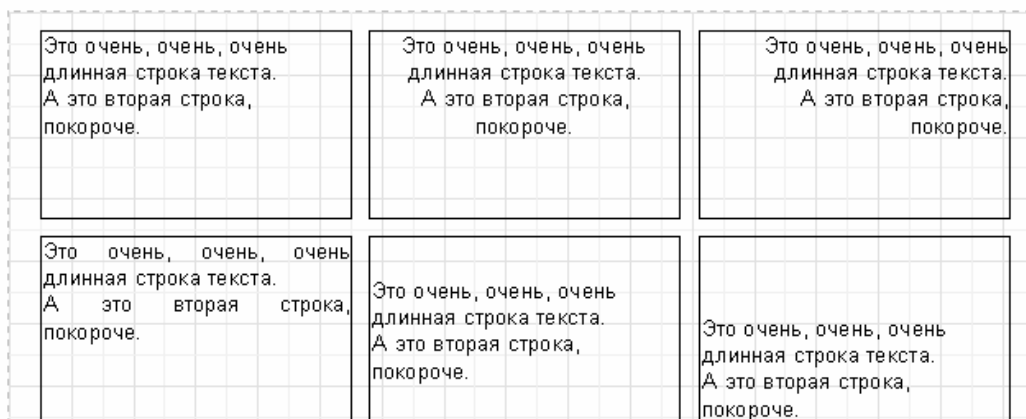 Это очень, очень, очень
длинная строка текста.
А это вторая строка,
покороче.
Это очень, очень, очень
длинная строка текста.
А это вторая строка,
покороче.
Это очень, очень, очень
длинная строка текста.
А это вторая строка,
покороче.
Это очень, очень, очень
длинная строка текста.
А это вторая строка,
покороче.
Это очень, очень, очень
длинная строка текста.
А это вторая строка,
покороче.
Это очень, очень, очень
длинная строка текста.
А это вторая строка,
покороче.